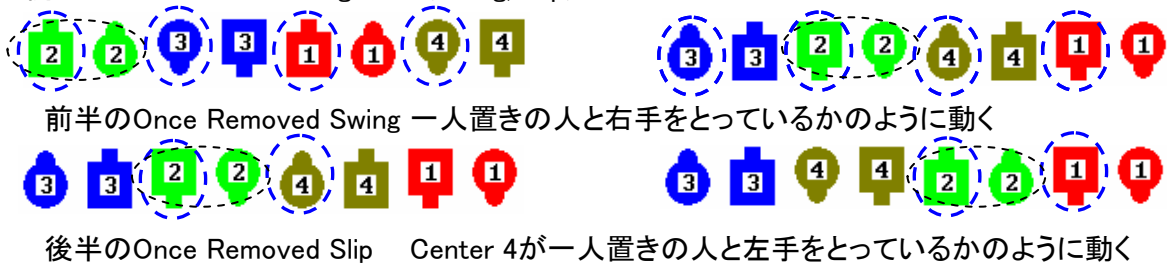 2 2 3 3 1 1 4 4 3 3 2 2 4 4 1 1
前半のOnce Removed Swing 一人置きの人と右手をとっているかのように動く
3 3 2 2 4 4 1 1 3 3 4 4 2 2 1 1
後半のOnce Removed Slip Center 4が一人置きの人と左手をとっているかのように動く